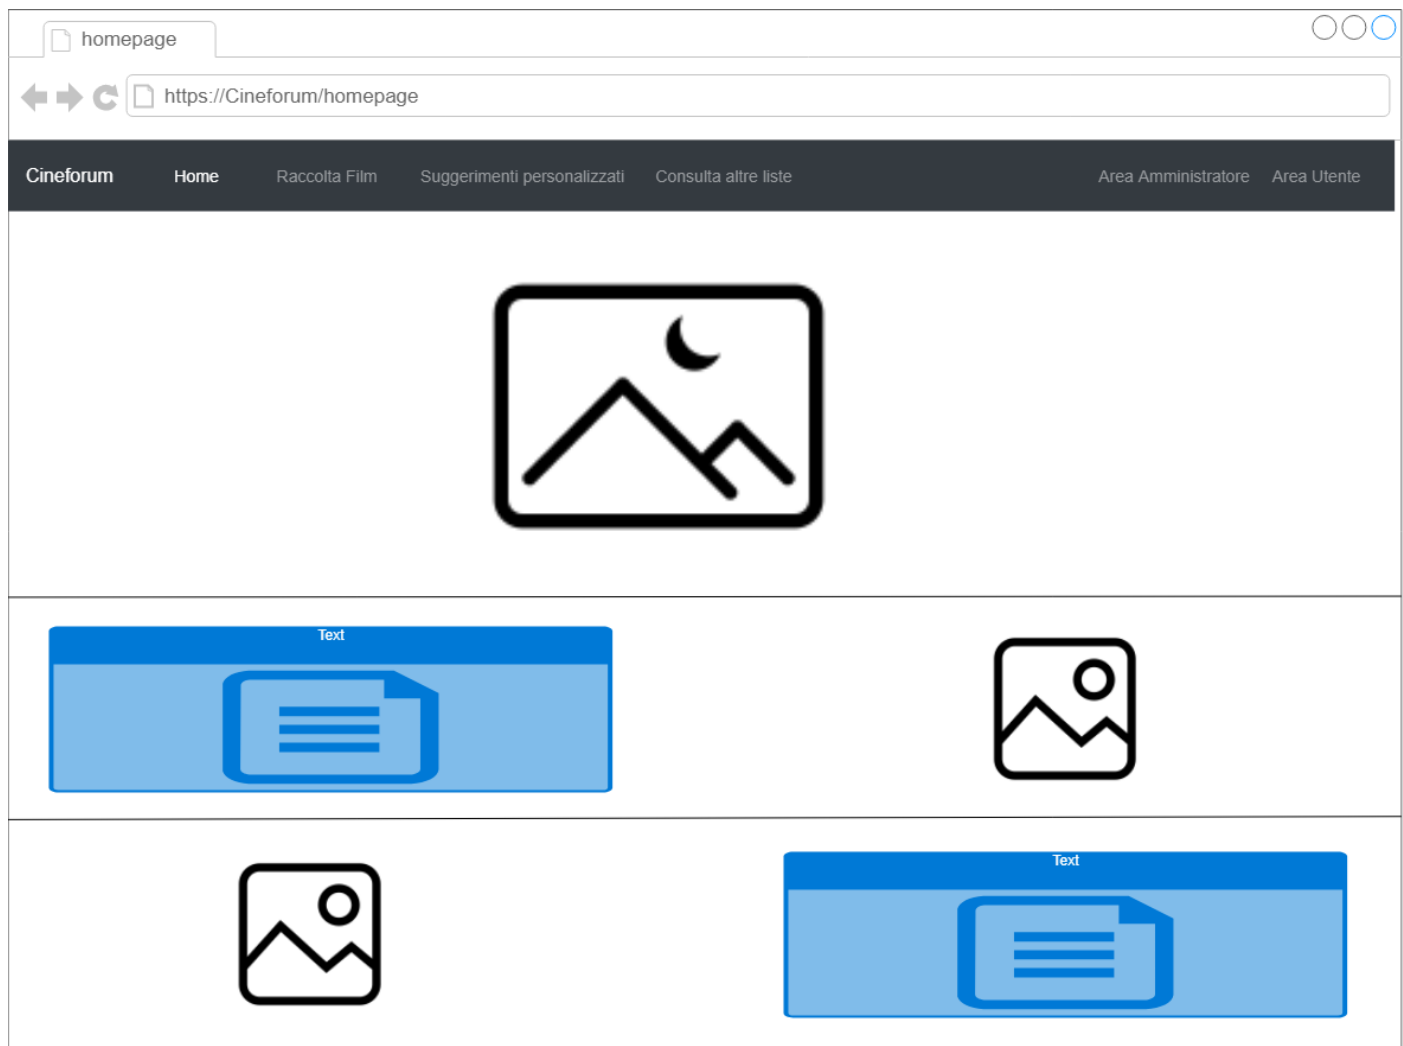 homepage
https://Cineforum/homepage
Cineforum Home Raccolta Film Suggerimenti personalizzati Consulta altre liste Area Amministratore Area Utente
Text
Text